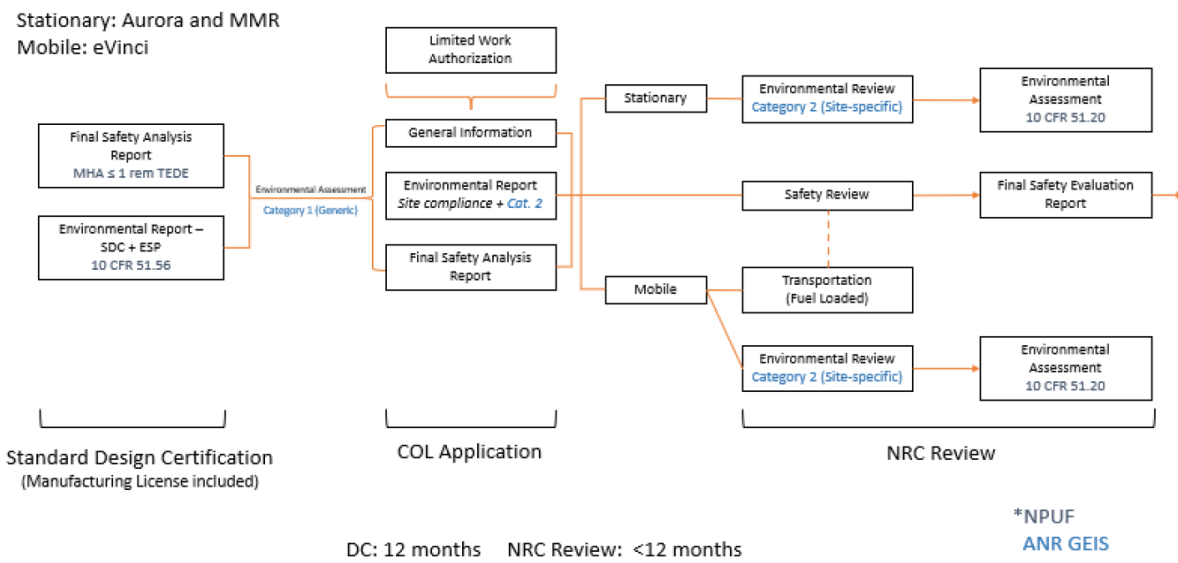 Stationary: Aurora and MMR
Mobile: eVinci
Limited Work
Authorization
Final Safety Analysis
Report
MHA ≤ 1 rem TEDE
Environmental Report –
SDC + ESP
10 CFR 51.56
Environmental Assessment
Category 1 (Generic)
General Information
Environmental Report
Site compliance + Cat. 2
Final Safety Analysis
Report
Stationary
Mobile
Environmental Review
Category 2 (Site-specific)
Environmental
Assessment
10 CFR 51.20
Safety Review
Final Safety Evaluation
Report
Transportation
(Fuel Loaded)
Environmental Review
Category 2 (Site-specific)
Environmental
Assessment
10 CFR 51.20
Standard Design Certification
(Manufacturing License included)
COL Application
NRC Review
DC: 12 months NRC Review: <12 months
*NPUF
ANR GEIS